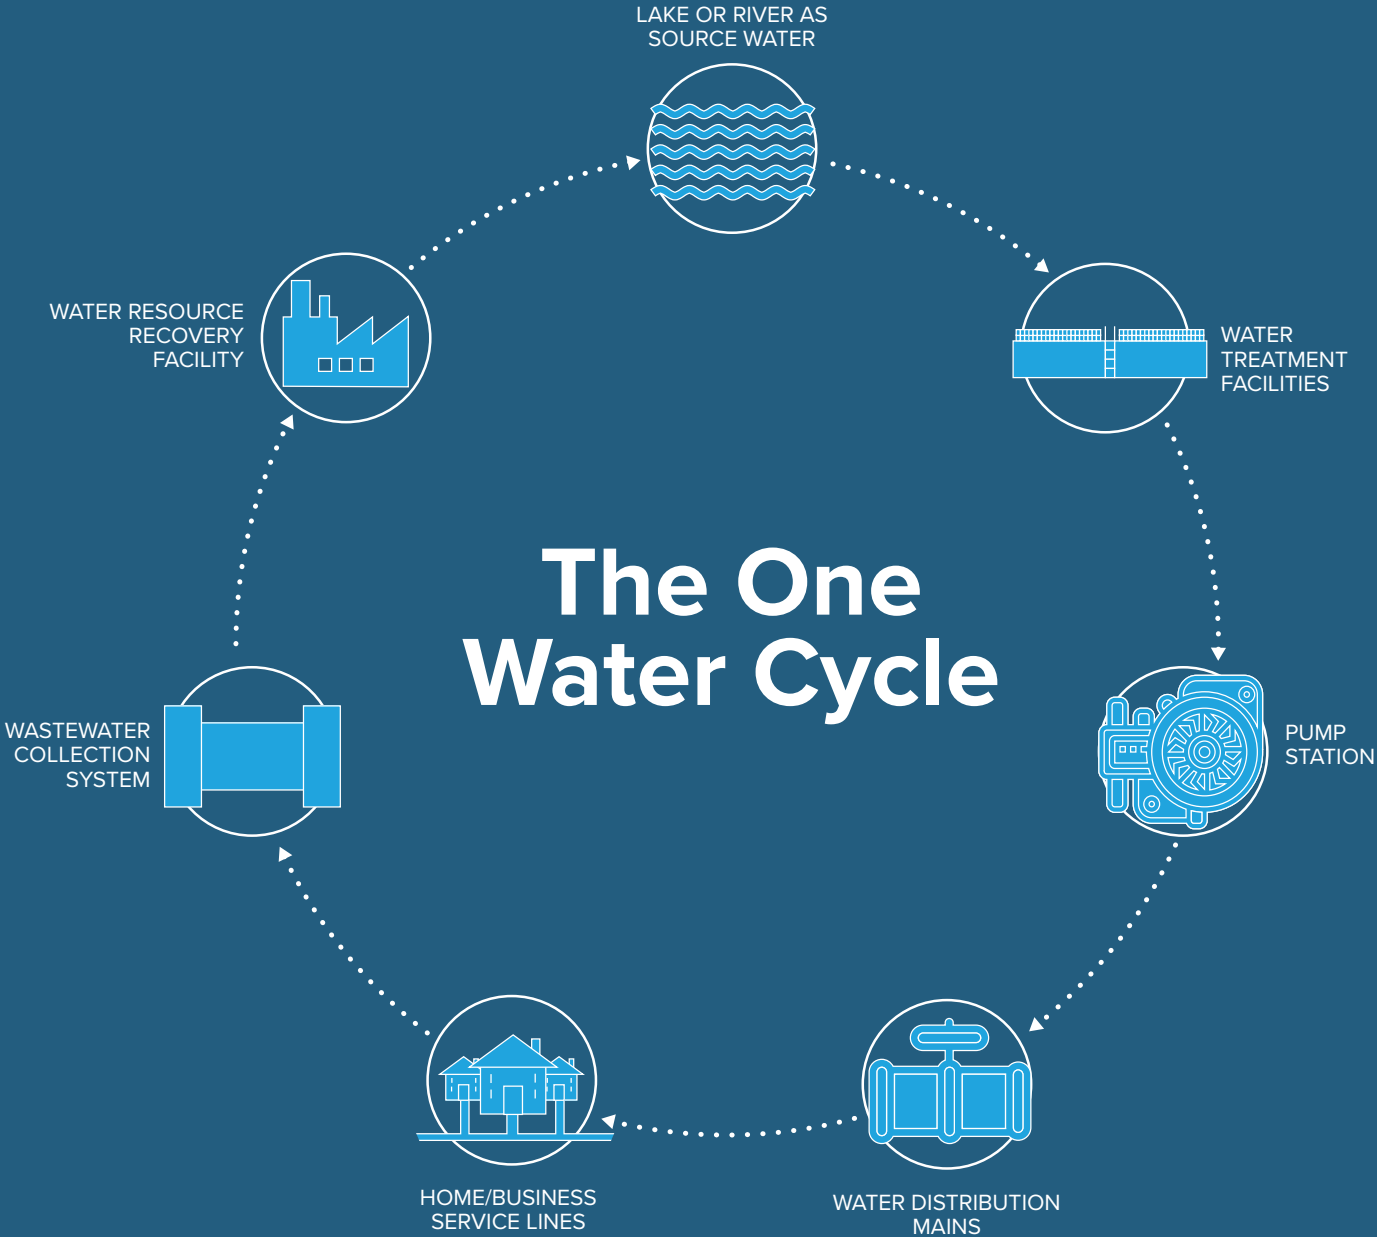 LAKE OR RIVER AS
SOURCE WATER
WATER RESOURCE
RECOVERY
FACILITY
WATER
TREATMENT
FACILITIES
The One
Water Cycle
WASTEWATER
COLLECTION
SYSTEM
PUMP
STATION
HOME/BUSINESS
SERVICE LINES
WATER DISTRIBUTION
MAINS